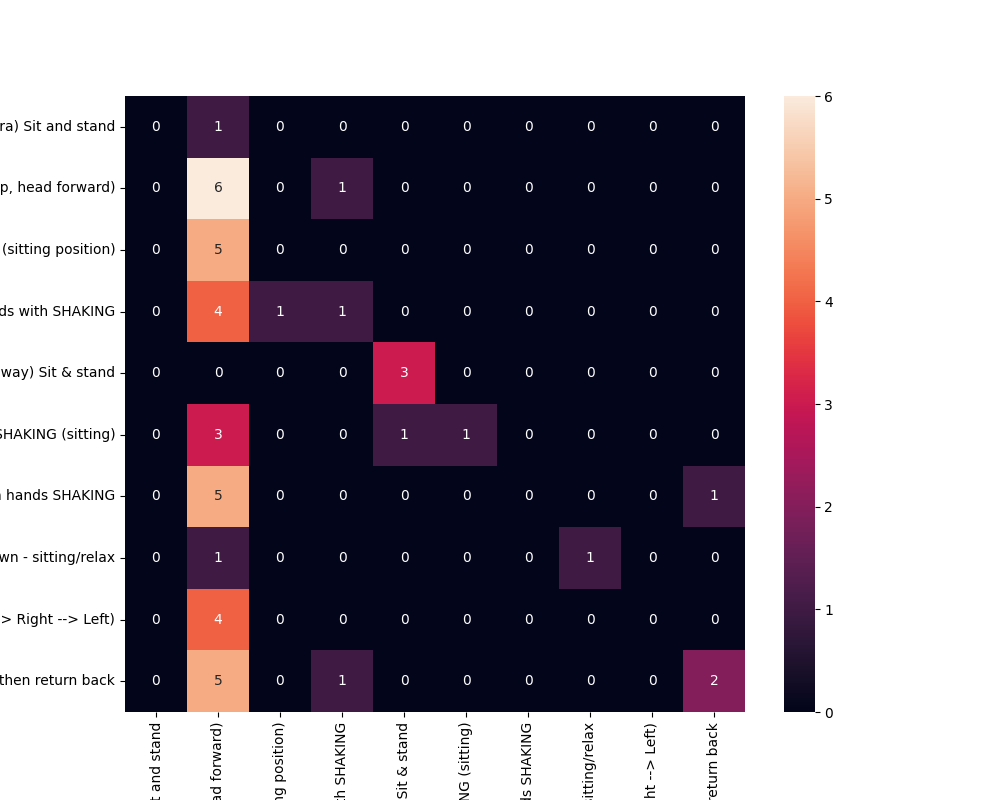 6
ra) Sit and stand 0 1 0 0 0 0 0 0 0 0
p, head forward) 0 6 0 1 0 0 0 0 0 0
5
(sitting position) 0 5 0 0 0 0 0 0 0 0
ds with SHAKING 0 4 1 1 0 0 0 0 0 0
4
way) Sit & stand 0 0 0 0 3 0 0 0 0 0
3
SHAKING (sitting) 0 3 0 0 1 1 0 0 0 0
hands SHAKING 0 5 0 0 0 0 0 0 0 1
2
wn - sitting/relax 0 1 0 0 0 0 0 1 0 0
1
> Right --> Left) 0 4 0 0 0 0 0 0 0 0
then return back 0 5 0 1 0 0 0 0 0 2
0
t and stand
ad forward)
ng position)
th SHAKING
Sit & stand
NG (sitting)
ds SHAKING
sitting/relax
ht --> Left)
return back